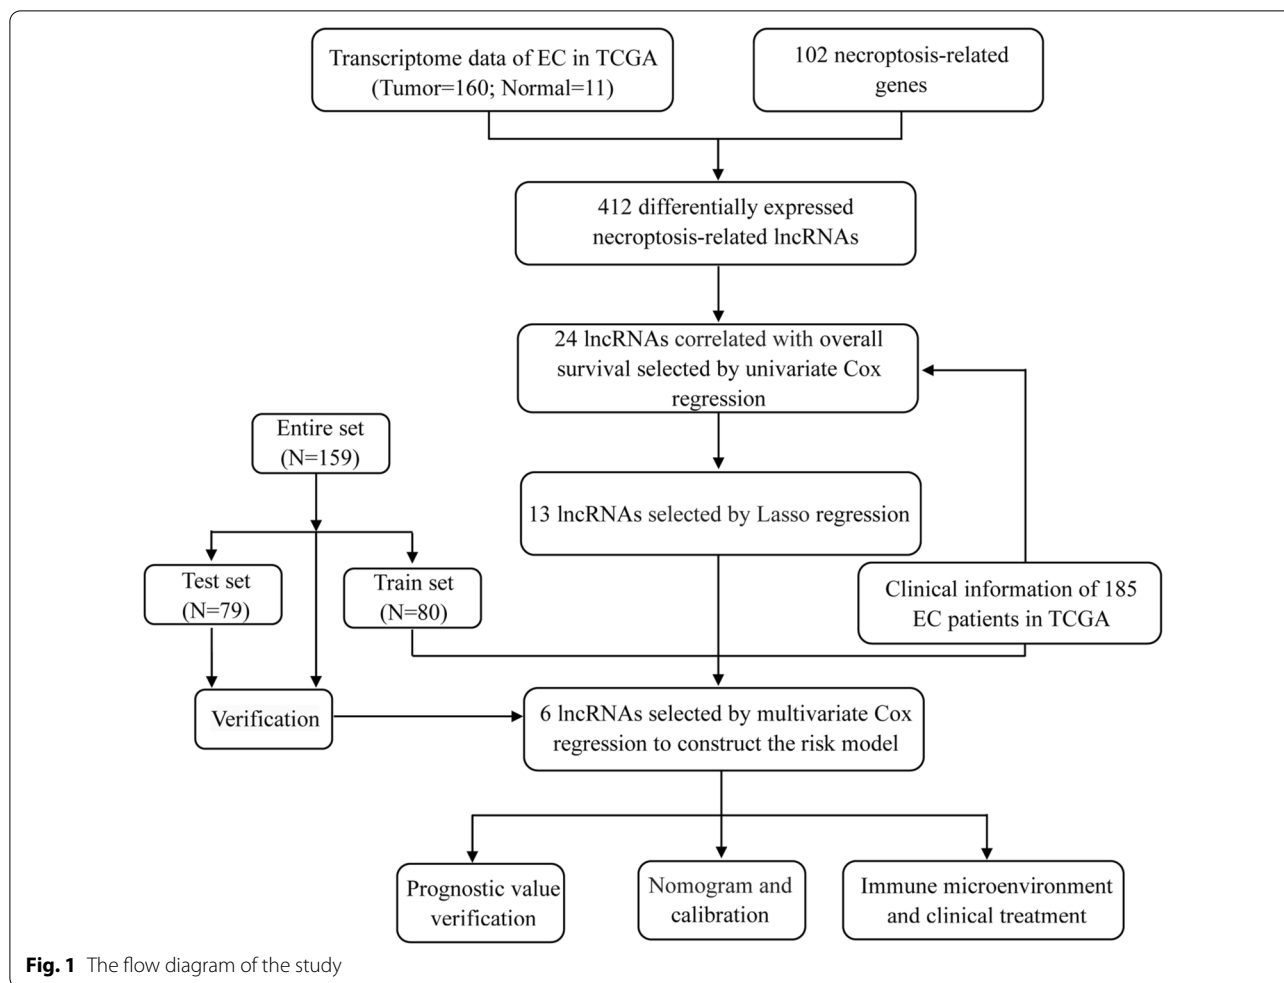 Transcriptome data of EC in TCGA
(Tumor=160; Normal=11)
102 necroptosis-related
genes
412 differentially expressed
necroptosis-related lncRNAs
24 lncRNAs correlated with overall
survival selected by univariate Cox
regression
Entire set
(N=159)
13 lncRNAs selected by Lasso regression
Test set
(N=79)
Train set
(N=80)
Clinical information of 185
EC patients in TCGA
Verification
6 lncRNAs selected by multivariate Cox
regression to construct the risk model
Prognostic value
verification
Nomogram and
calibration
Immune microenvironment
and clinical treatment
Fig. 1 The flow diagram of the study